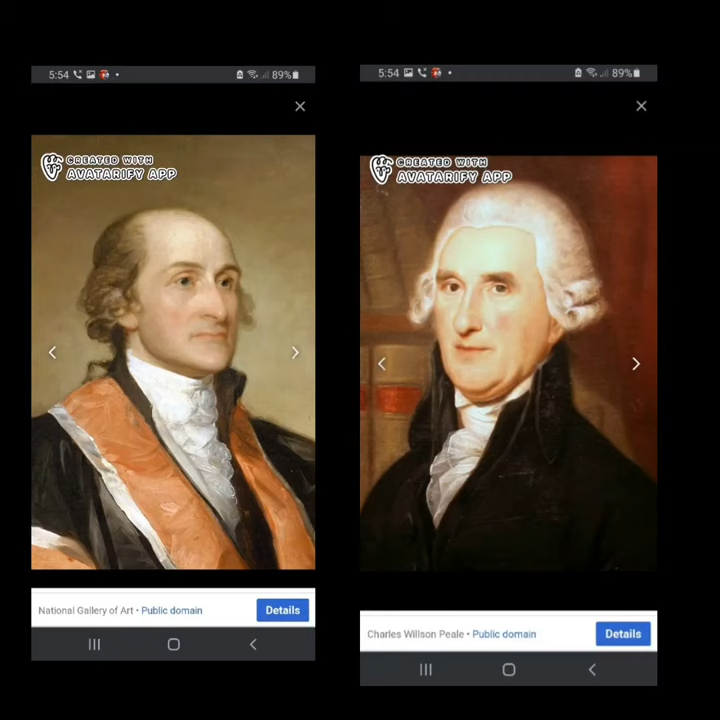 5:54
89%
CREATED WITH
AVATARIFY APP
National Gallery of Art • Public domain
Details
5:54
89%
CREATED WITH
AVATARIFY APP
Charles Willson Peale • Public domain
Details